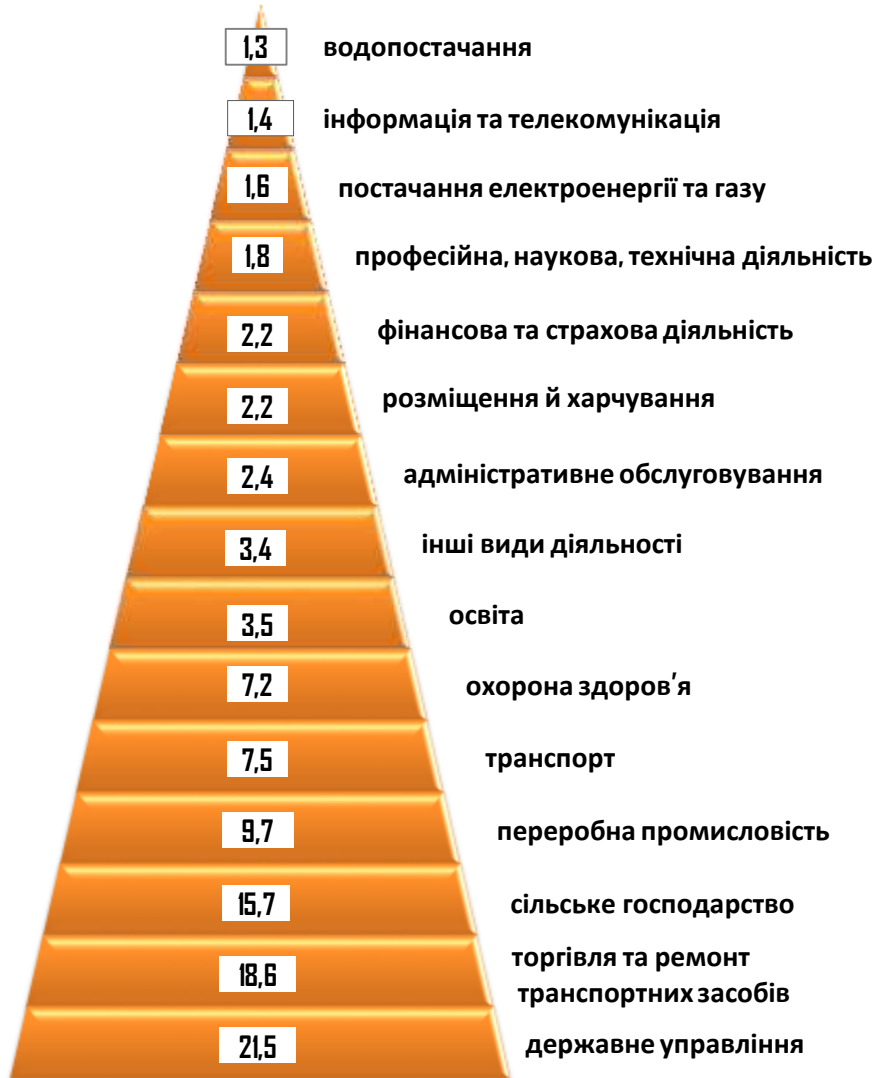 1,3 водопостачання
1,4 інформація та телекомунікація
1,6 постачання електроенергії та газу
1,8 професійна, наукова, технічна діяльність
2,2 фінансова та страхова діяльність
2,2 розміщення й харчування
2,4 адміністративне обслуговування
3,4 інші види діяльності
3,5 освіта
7,2 охорона здоров'я
7,5 транспорт
9,7 переробна промисловість
15,7 сільське господарство
18,6 торгівля та ремонт
транспортних засобів
21,5 державне управління